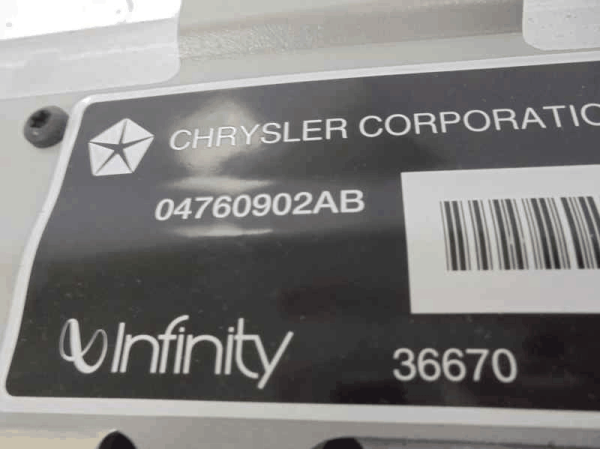 CHRYSLER CORPORATIO
04760902AB
Infinity
36670